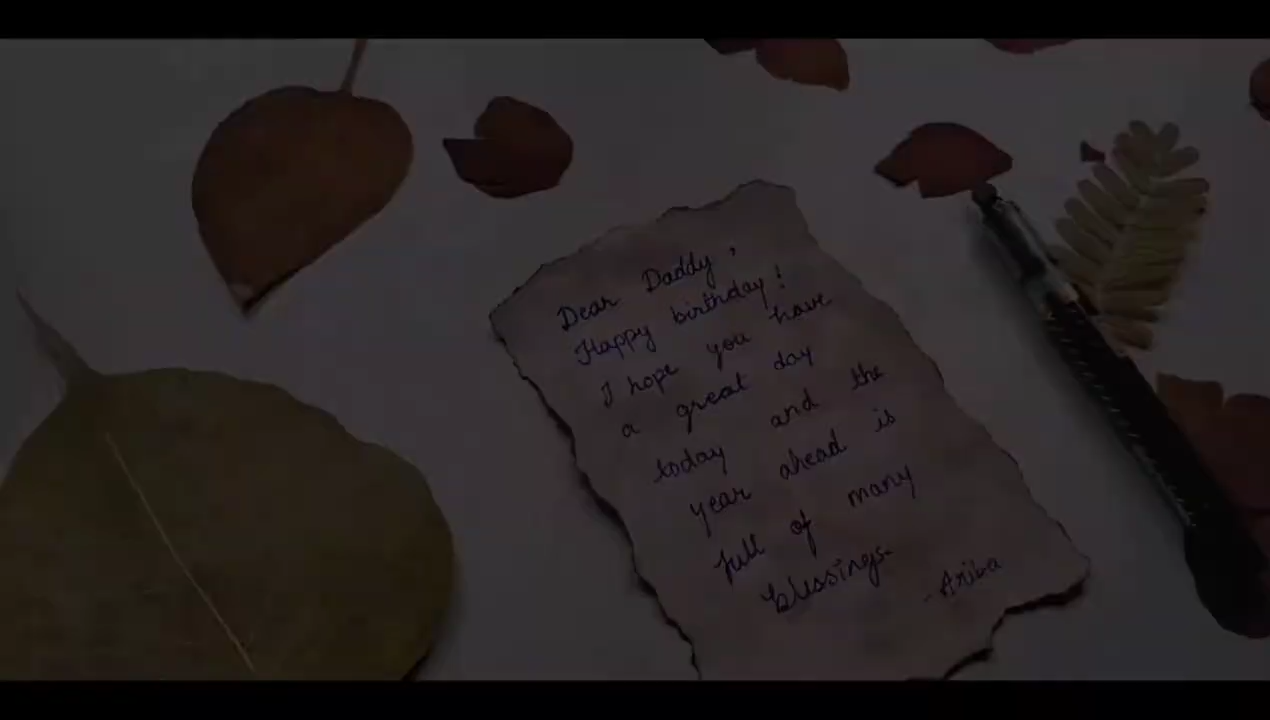 Dear Daddy,
Happy birthday!
I hope you have
a great day
today and the
year ahead is
full of many
blessings.
- Ariba